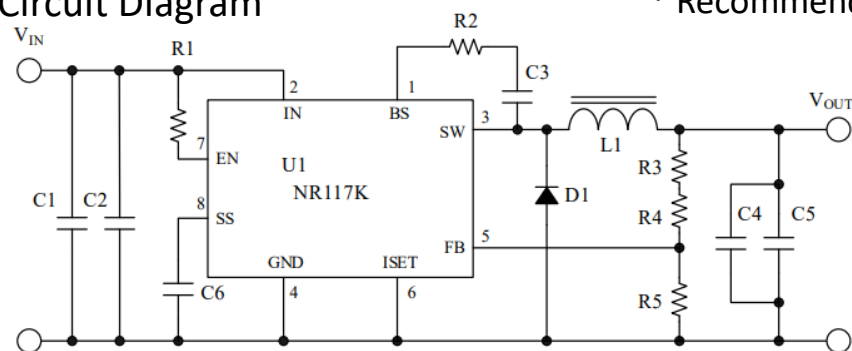 Circuit Diagram
Recommend
VIN
R1
R2
C3
2
1
IN
BS
3
SW
VOUT
7
EN
U1
NR117K
L1
R3
D1
C1
C2
8
SS
R4
C4
C5
FB
5
GND
ISET
C6
4
6
R5